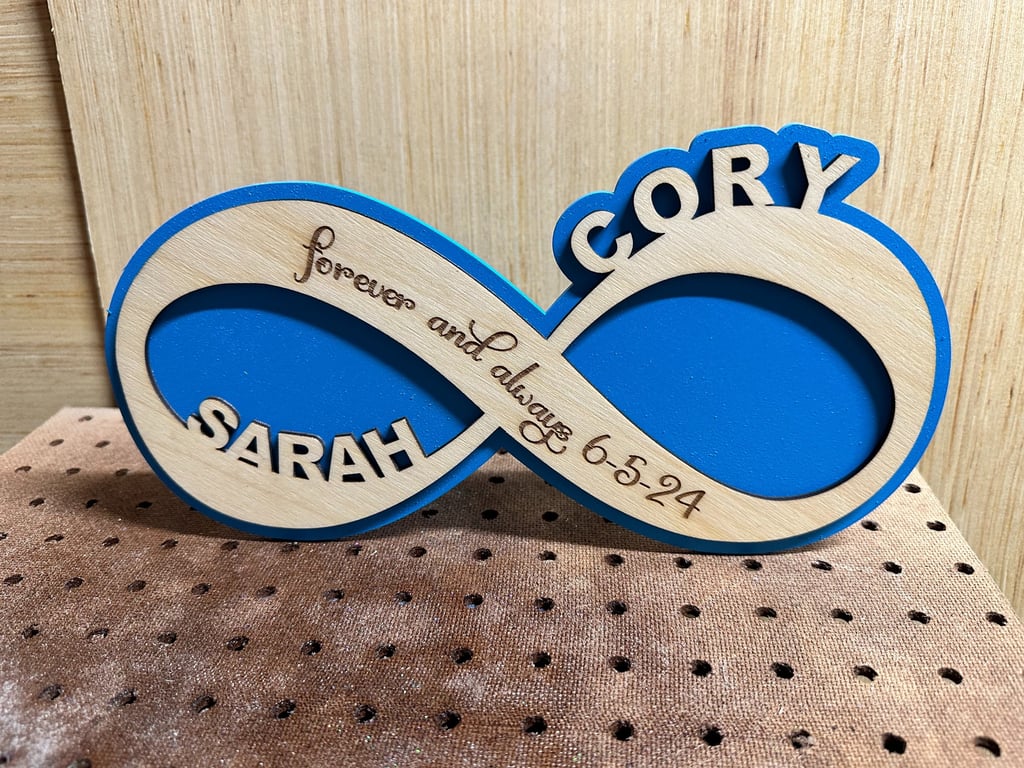 CORY
forever and always 6-5-24
SARAH